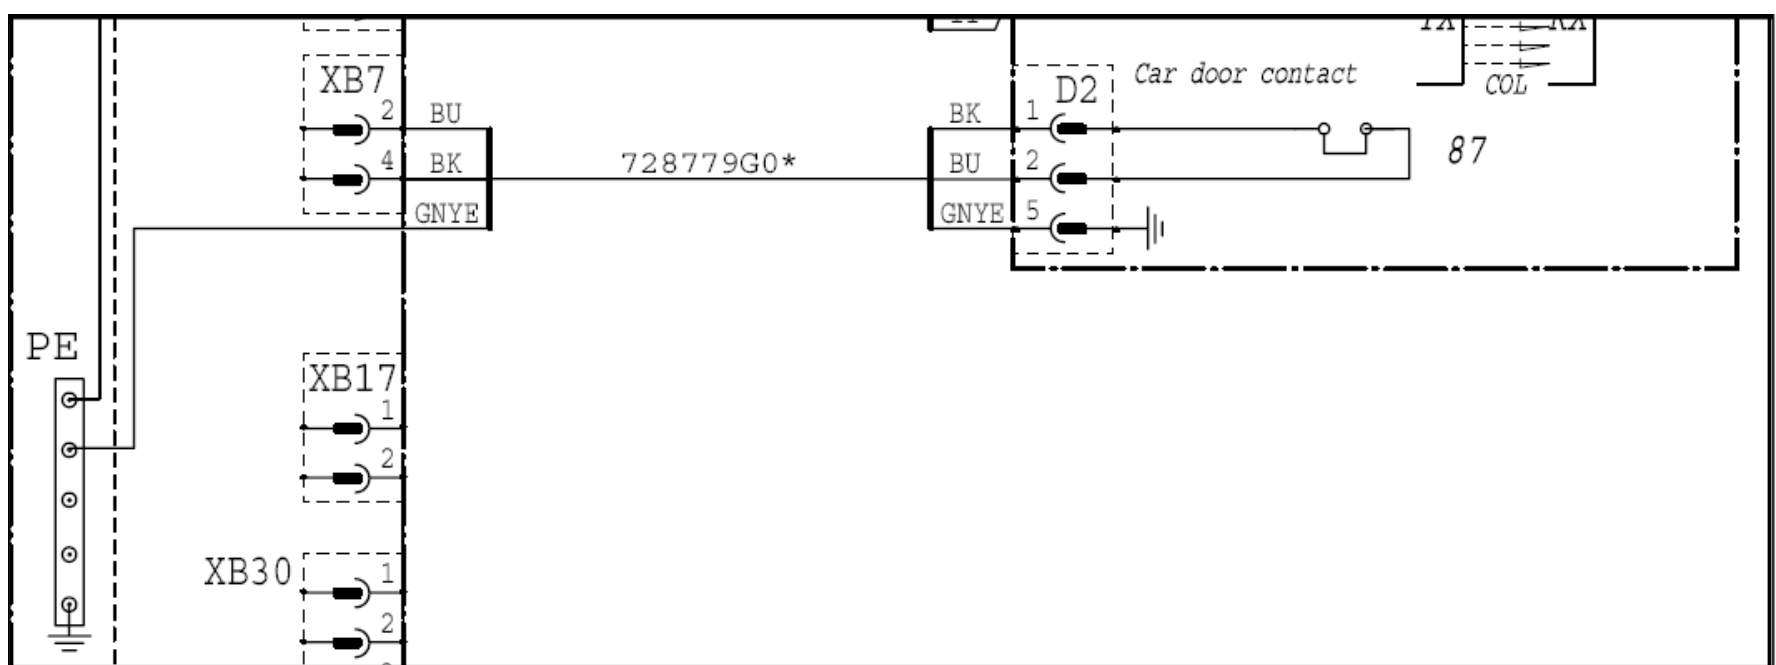 XB7
2 BU
4 BK
GNYE
728779G0*
BK 1
BU 2
GNYE 5
D2
Car door contact
COL
87
PE
XB17
1
2
XB30
1
2